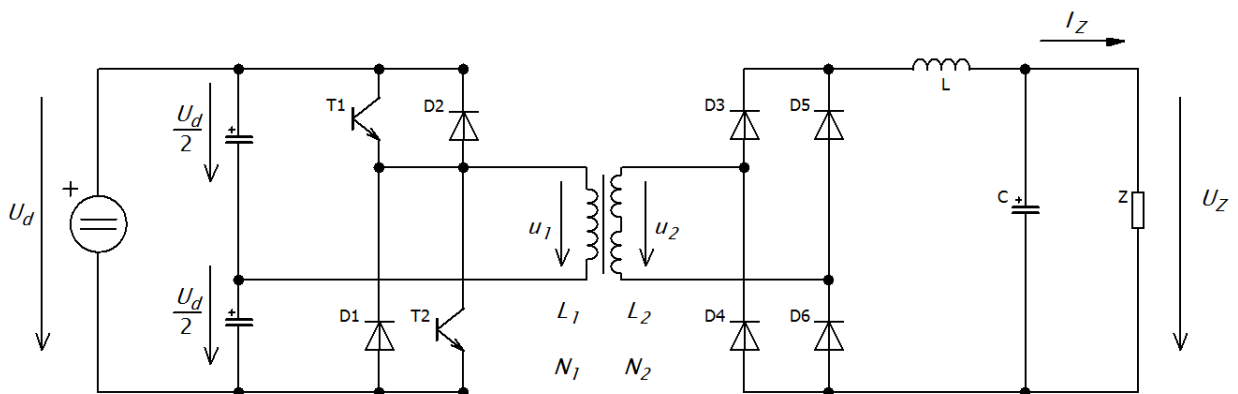 I_Z
L
T1
D2
D3
D5
U_d
2
+
+
+
U_d
u_1
u_2
C
+
Z
U_Z
U_d
2
+
D1
T2
L_1
L_2
D4
D6
N_1
N_2